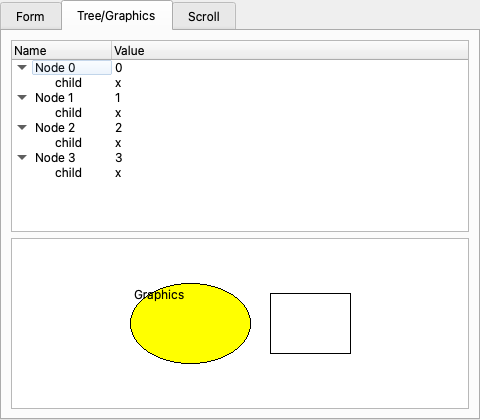 Form Tree/Graphics Scroll
Name Value
Node 0 0
child x
Node 1 1
child x
Node 2 2
child x
Node 3 3
child x
Graphics